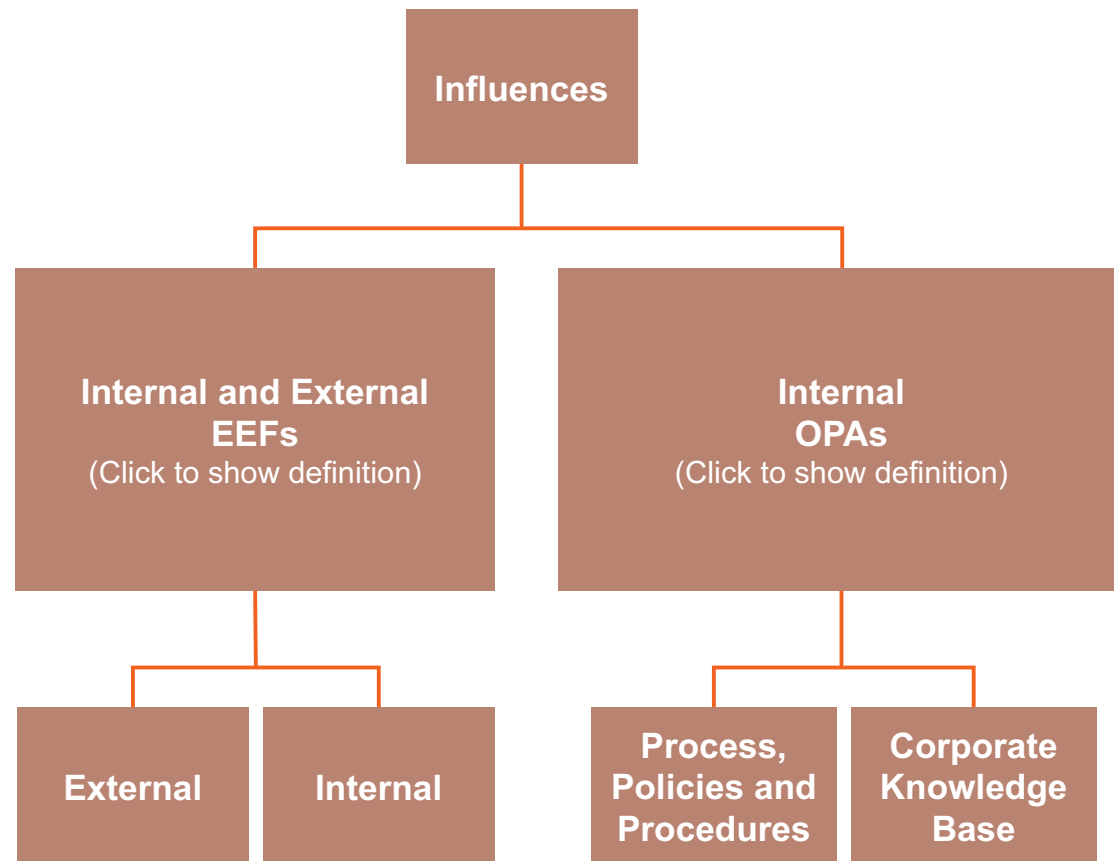 Influences
Internal and External
EEFs
(Click to show definition)
Internal
OPAs
(Click to show definition)
External
Internal
Process,
Policies and
Procedures
Corporate
Knowledge
Base